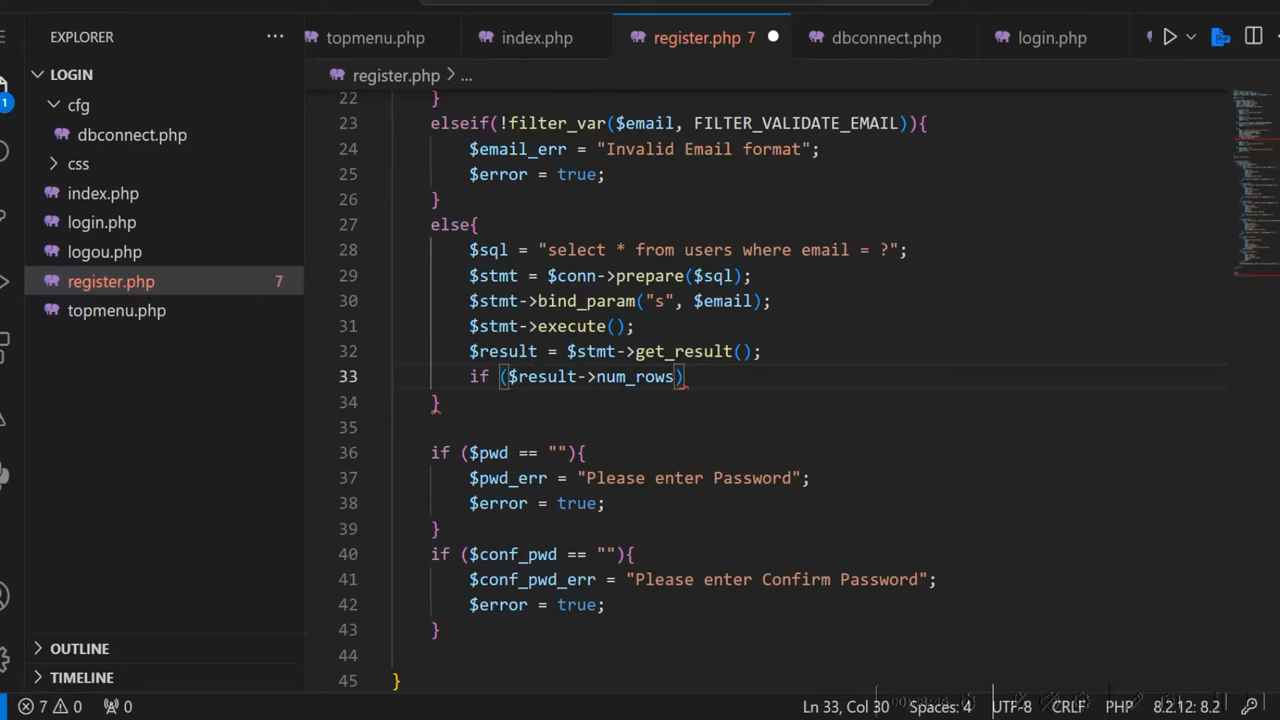 EXPLORER
LOGIN
cfg
dbconnect.php
css
index.php
login.php
logou.php
register.php 7
topmenu.php
OUTLINE
TIMELINE
topmenu.php index.php register.php 7 dbconnect.php login.php
register.php > ...
22 }
23 elseif(!filter_var($email, FILTER_VALIDATE_EMAIL)){
24 $email_err = "Invalid Email format";
25 $error = true;
26 }
27 else{
28 $sql = "select * from users where email = ?";
29 $stmt = $conn->prepare($sql);
30 $stmt->bind_param("s", $email);
31 $stmt->execute();
32 $result = $stmt->get_result();
33 if ($result->num_rows)
34 }
35
36 if ($pwd == ""){
37 $pwd_err = "Please enter Password";
38 $error = true;
39 }
40 if ($conf_pwd == ""){
41 $conf_pwd_err = "Please enter Confirm Password";
42 $error = true;
43 }
44
45 }
1
7 0 0 Ln 33, Col 30 Spaces: 4 UTF-8 CRLF PHP 8.2.12: 8.2